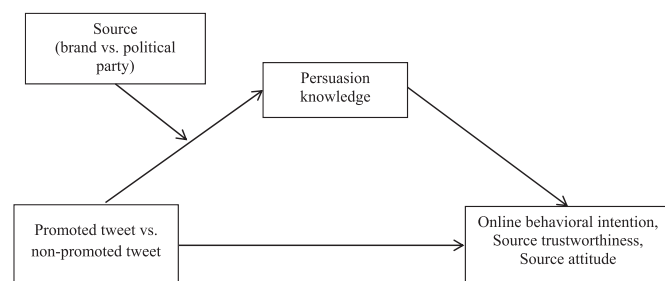 Source
(brand vs. political
party)
Persuasion
knowledge
Promoted tweet vs.
non-promoted tweet
Online behavioral intention,
Source trustworthiness,
Source attitude